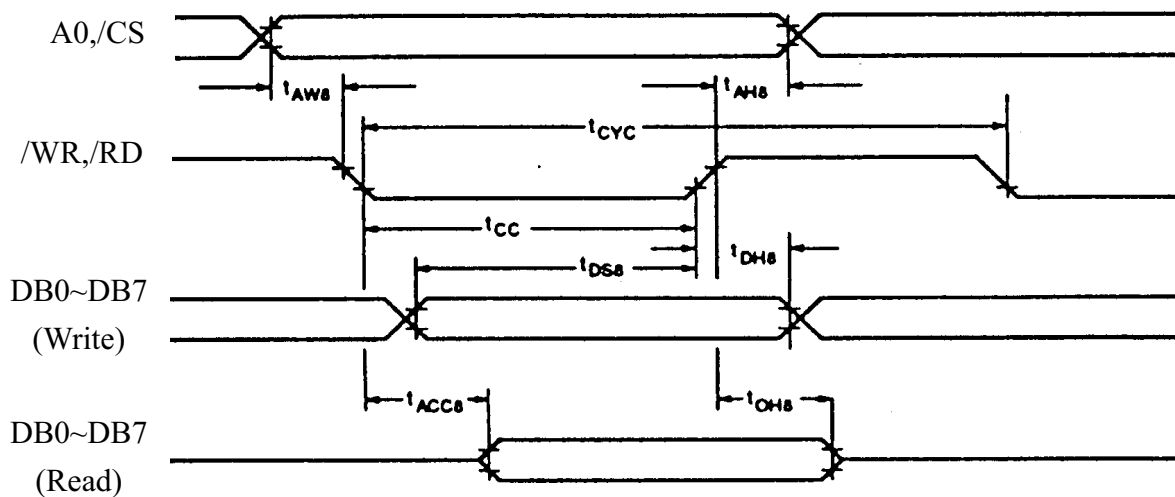 A0,/CS
tAW8
tAH8
tCYC
/WR,/RD
tCC
tDH8
tDS8
DB0~DB7
(Write)
tACC8
tOH8
DB0~DB7
(Read)